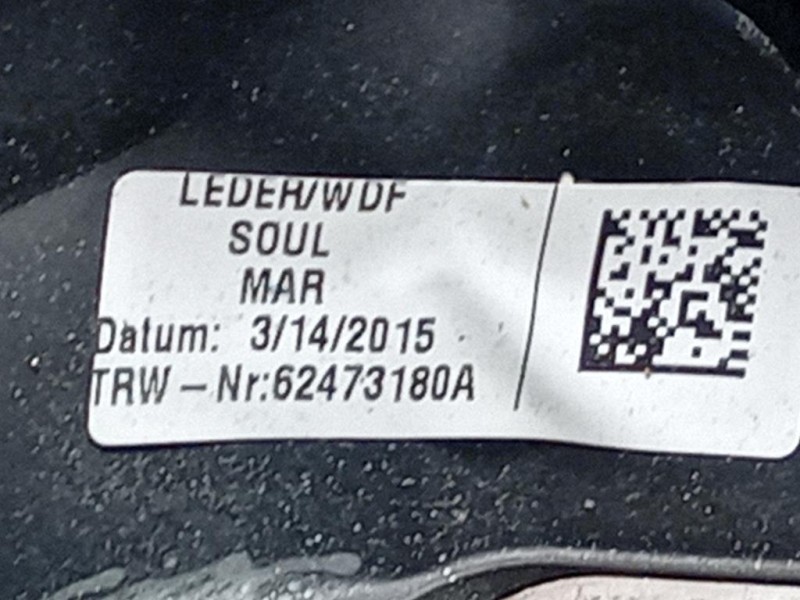 LEDER/WDF
SOUL
MAR
Datum: 3/14/2015
TRW-Nr:62473180A